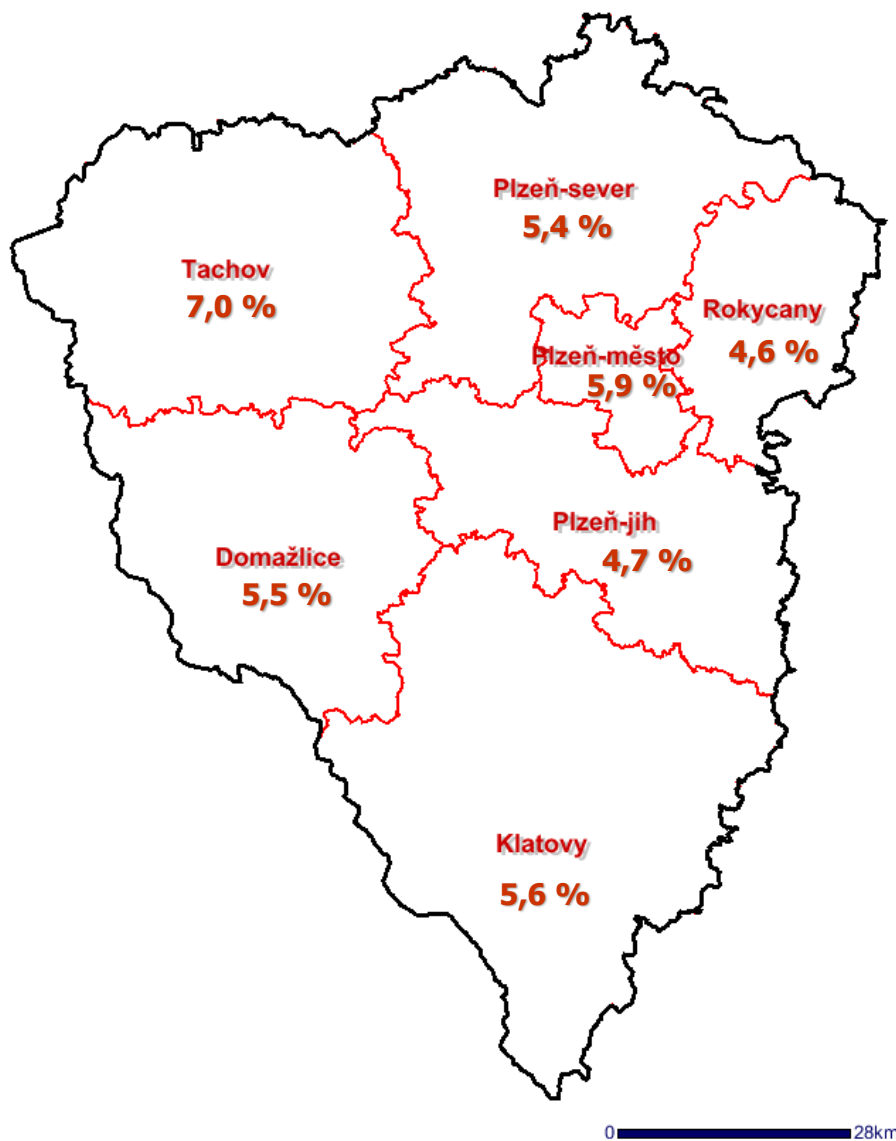 Plzeň-sever
5,4 %
Tachov
7,0 %
Rokycany
4,6 %
Plzeň-město
5,9 %
Plzeň-jih
4,7 %
Domažlice
5,5 %
Klatovy
5,6 %
0 28km